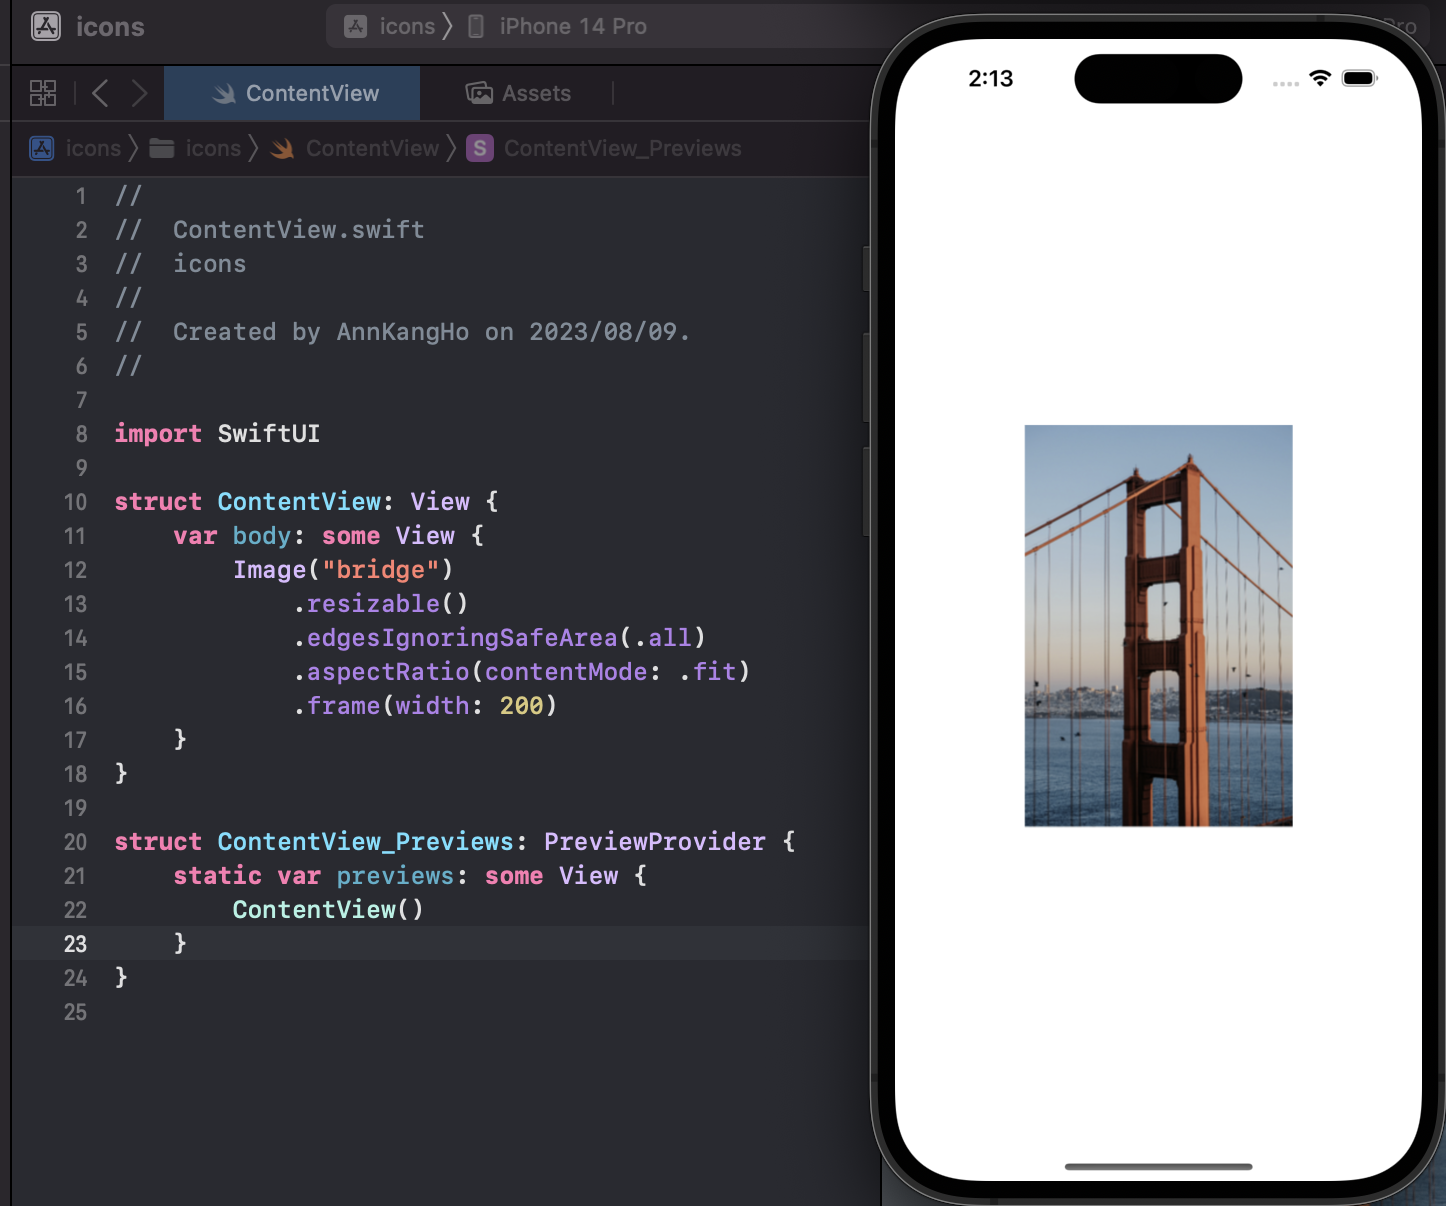 icons
icons 〉 iPhone 14 Pro
Pro
ContentView
Assets
icons 〉 icons 〉 ContentView 〉 S ContentView_Previews
1 //
2 //  ContentView.swift
3 //  icons
4 //
5 //  Created by AnnKangHo on 2023/08/09.
6 //
7
8 import SwiftUI
9
10 struct ContentView: View {
11     var body: some View {
12         Image("bridge")
13             .resizable()
14             .edgesIgnoringSafeArea(.all)
15             .aspectRatio(contentMode: .fit)
16             .frame(width: 200)
17     }
18 }
19
20 struct ContentView_Previews: PreviewProvider {
21     static var previews: some View {
22         ContentView()
23     }
24 }
25
2:13